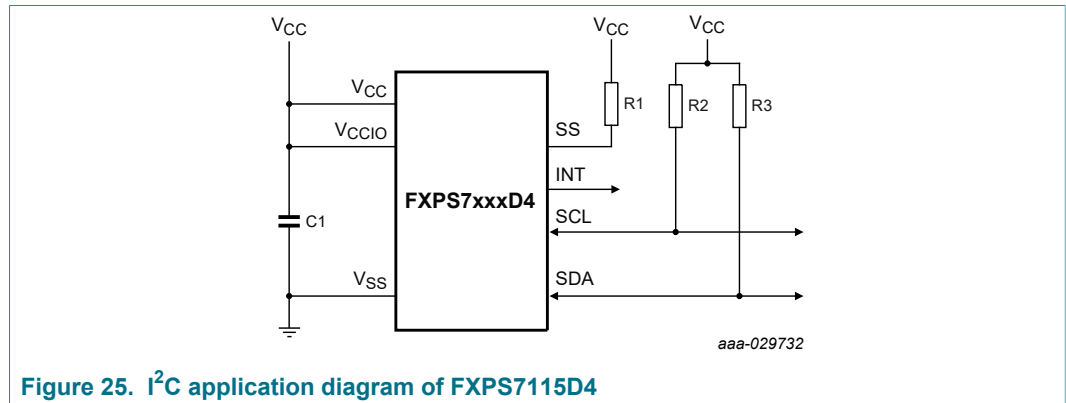 VCC
VCC
VCC
VCC
R1
R2
R3
VCCIO
SS
INT
FXPS7xxxD4
SCL
C1
VSS
SDA
aaa-029732
Figure 25. I2C application diagram of FXPS7115D4